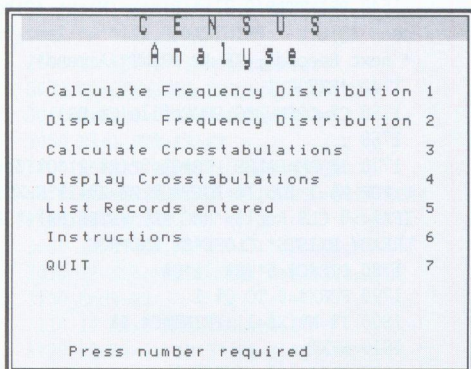 C E N S U S
A n a l y s e
Calculate Frequency Distribution 1
Display Frequency Distribution 2
Calculate Crosstabulations 3
Display Crosstabulations 4
List Records entered 5
Instructions 6
QUIT 7
Press number required